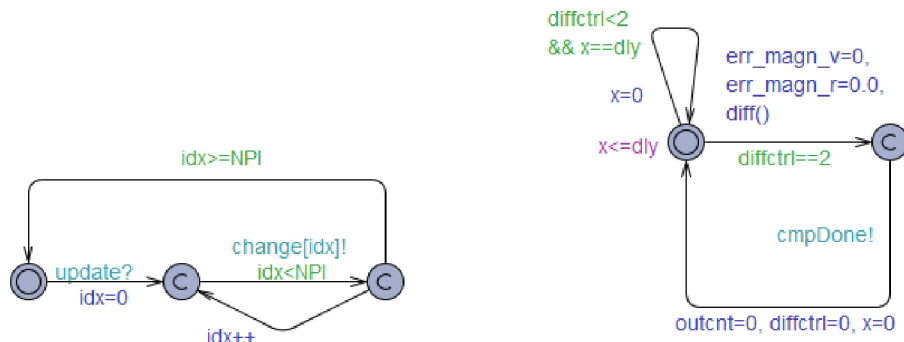 idx>=NPI
update?
idx=0
change[idx]!
idx<NPI
idx++
C
C
diffctrl<2
&& x==dly
x=0
x<=dly
err_magn_v=0,
err_magn_r=0.0,
diff()
diffctrl==2
C
cmpDone!
outcnt=0, diffctrl=0, x=0